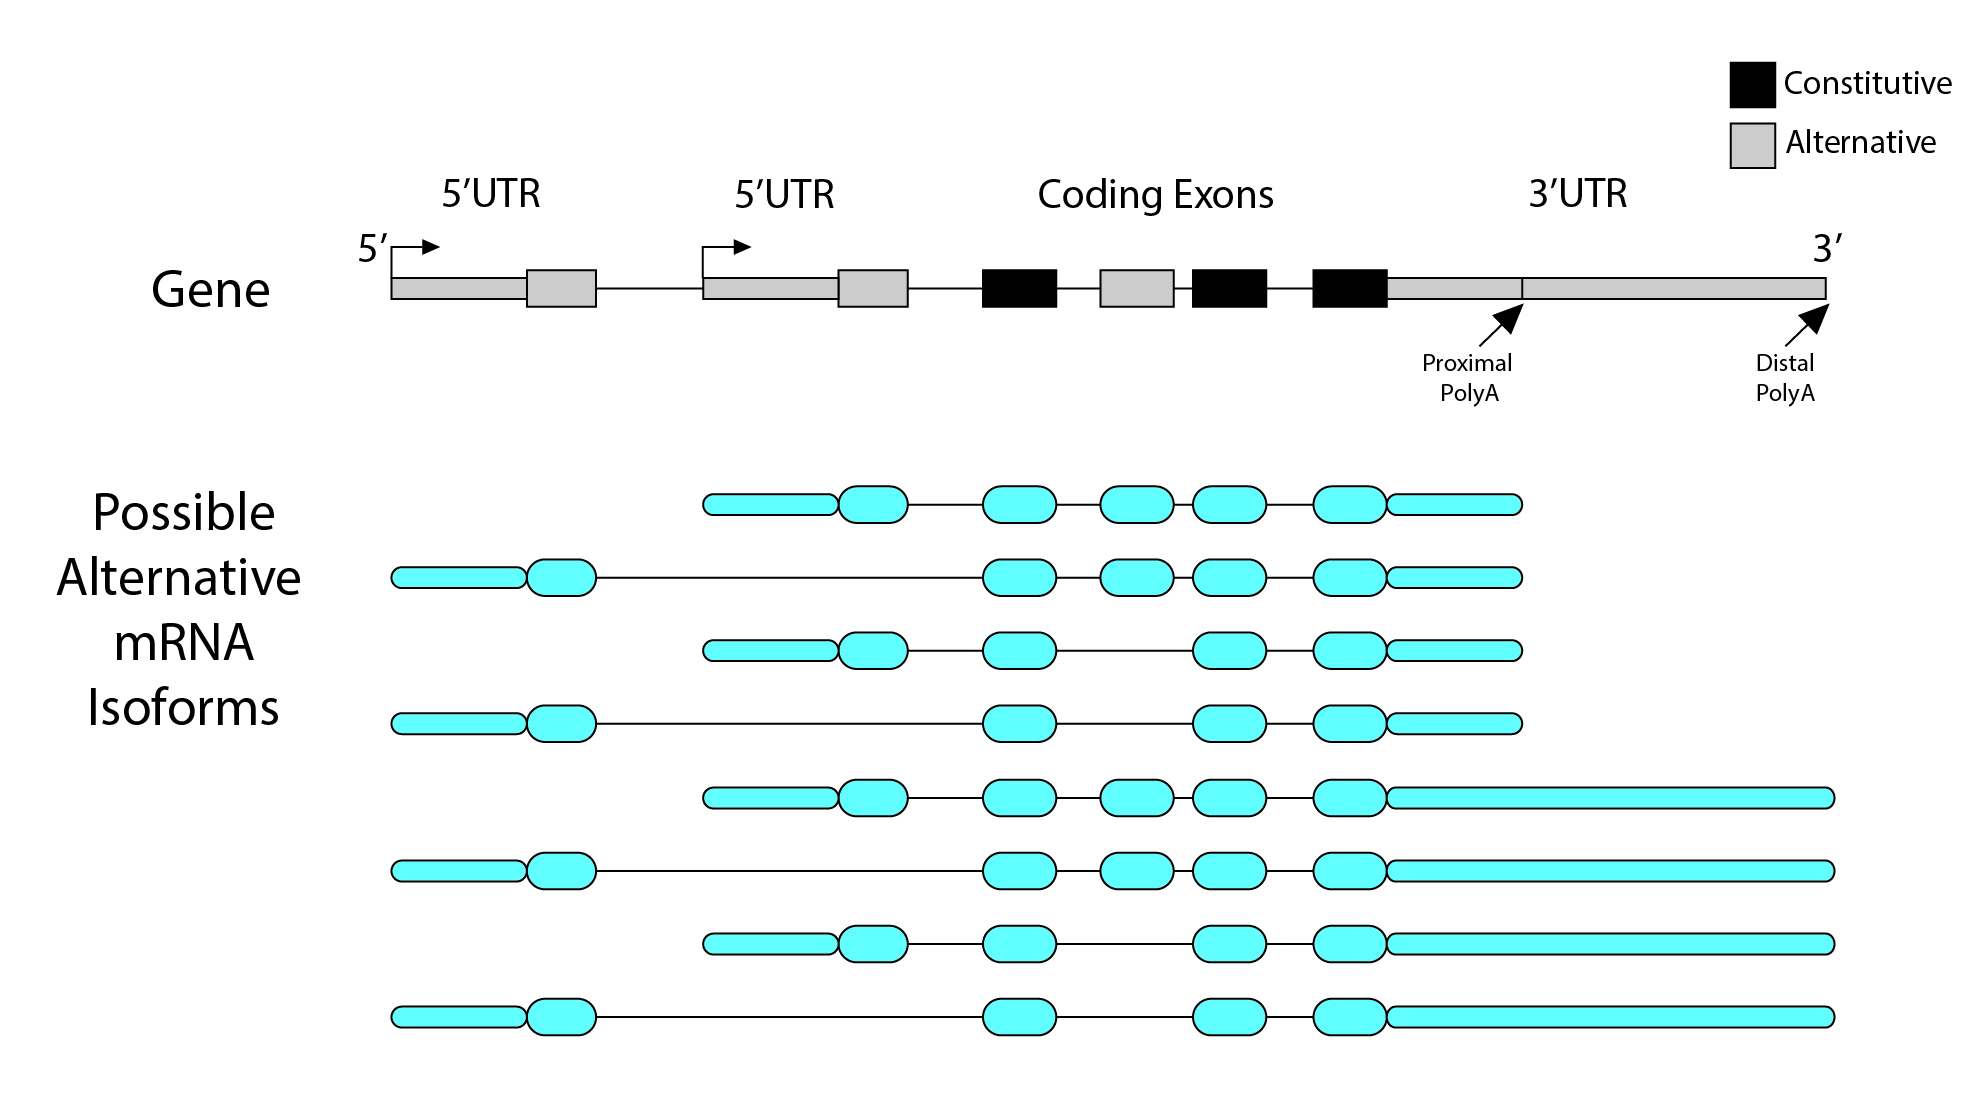 Constitutive
Alternative
5’UTR
5’UTR
Coding Exons
3’UTR
5’
3’
Gene
Proximal
PolyA
Distal
PolyA
Possible
Alternative
mRNA
Isoforms